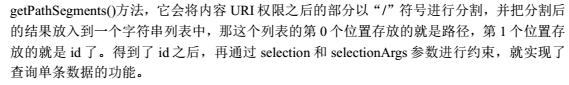 getPathSegments()方法，它会将内容 URI 权限之后的部分以“/”符号进行分割，并把分割后
的结果放入到一个字符串列表中，那这个列表的第 0 个位置存放的就是路径，第 1 个位置存
放的就是 id 了。得到了 id 之后，再通过 selection 和 selectionArgs 参数进行约束，就实现了
查询单条数据的功能。